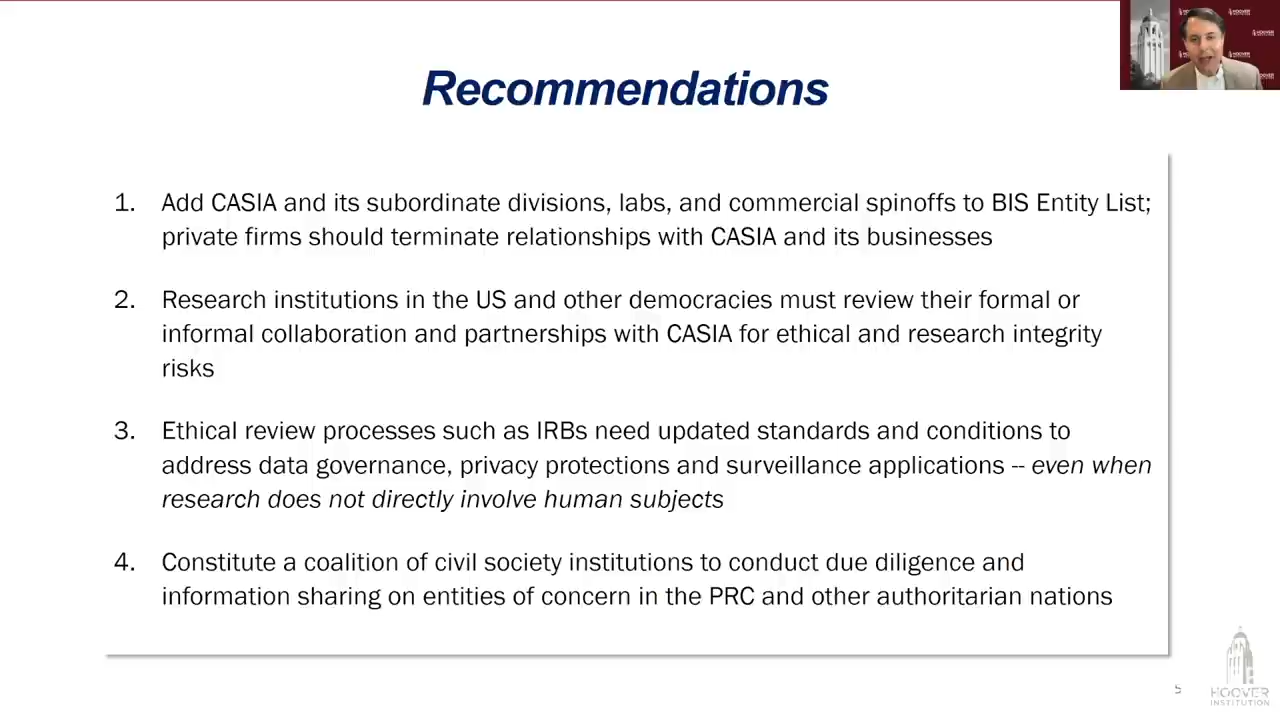 Recommendations
HOOVER
INSTITUTION
1. Add CASIA and its subordinate divisions, labs, and commercial spinoffs to BIS Entity List;
private firms should terminate relationships with CASIA and its businesses
2. Research institutions in the US and other democracies must review their formal or
informal collaboration and partnerships with CASIA for ethical and research integrity
risks
3. Ethical review processes such as IRBs need updated standards and conditions to
address data governance, privacy protections and surveillance applications -- even when
research does not directly involve human subjects
4. Constitute a coalition of civil society institutions to conduct due diligence and
information sharing on entities of concern in the PRC and other authoritarian nations
5
HOOVER
INSTITUTION